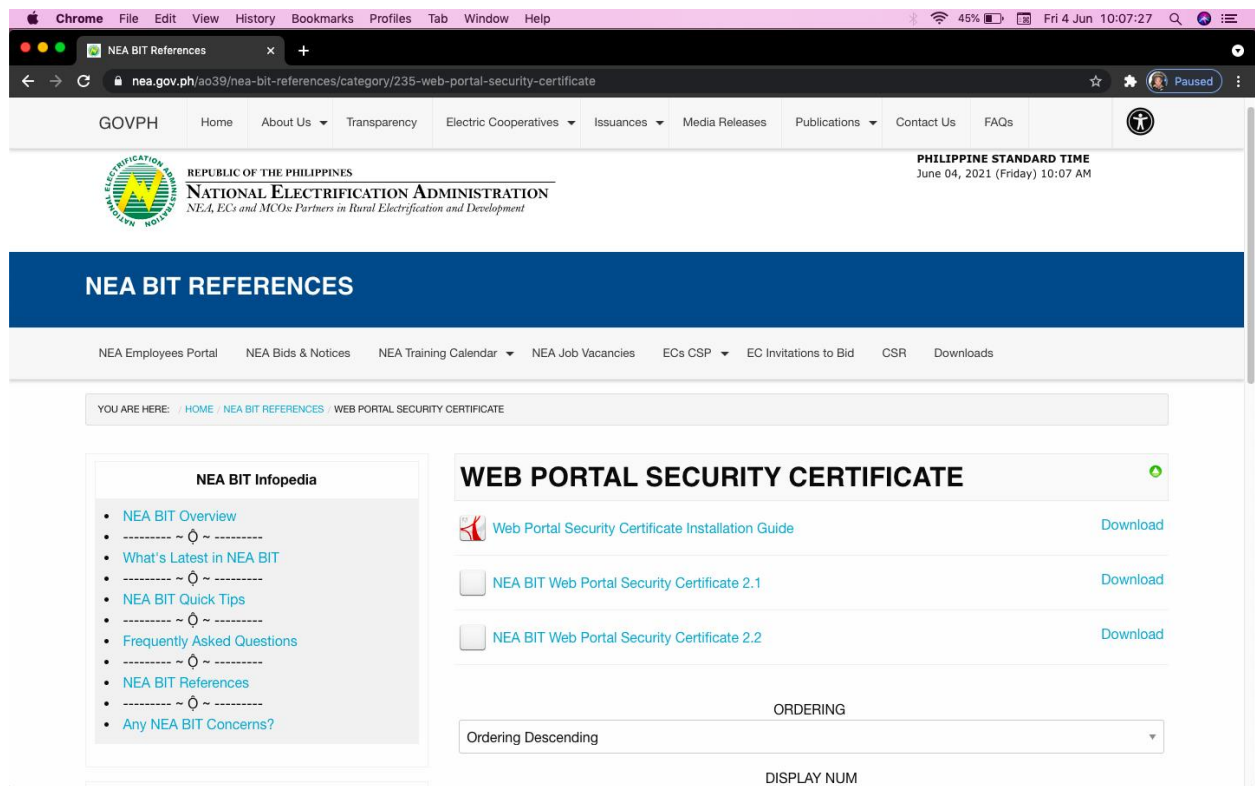 Chrome File Edit View History Bookmarks Profiles Tab Window Help 45% Fri 4 Jun 10:07:27
NEA BIT References
nea.gov.ph/ao39/nea-bit-references/category/235-web-portal-security-certificate Paused
GOVPH Home About Us Transparency Electric Cooperatives Issuances Media Releases Publications Contact Us FAQs
REPUBLIC OF THE PHILIPPINES
NATIONAL ELECTRIFICATION ADMINISTRATION
NEA, ECs and MCOs: Partners in Rural Electrification and Development
PHILIPPINE STANDARD TIME
June 04, 2021 (Friday) 10:07 AM
NEA BIT REFERENCES
NEA Employees Portal NEA Bids & Notices NEA Training Calendar NEA Job Vacancies ECs CSP EC Invitations to Bid CSR Downloads
YOU ARE HERE: / HOME / NEA BIT REFERENCES / WEB PORTAL SECURITY CERTIFICATE
NEA BIT Infopedia
• NEA BIT Overview
• --------- ~ Ộ ~ ---------
• What's Latest in NEA BIT
• --------- ~ Ộ ~ ---------
• NEA BIT Quick Tips
• --------- ~ Ộ ~ ---------
• Frequently Asked Questions
• --------- ~ Ộ ~ ---------
• NEA BIT References
• --------- ~ Ộ ~ ---------
• Any NEA BIT Concerns?
WEB PORTAL SECURITY CERTIFICATE
Web Portal Security Certificate Installation Guide Download
NEA BIT Web Portal Security Certificate 2.1 Download
NEA BIT Web Portal Security Certificate 2.2 Download
ORDERING
Ordering Descending
DISPLAY NUM